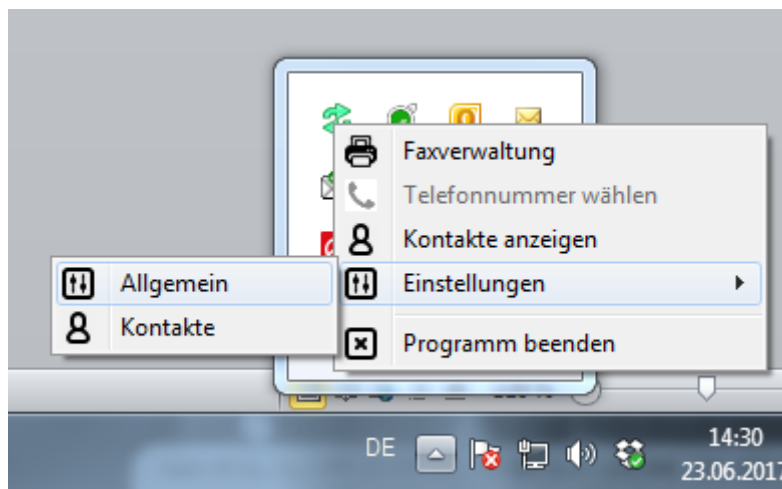 Faxverwaltung
Telefonnummer wählen
Kontakte anzeigen
Einstellungen
Programm beenden
Allgemein
Kontakte
DE
14:30
23.06.2017